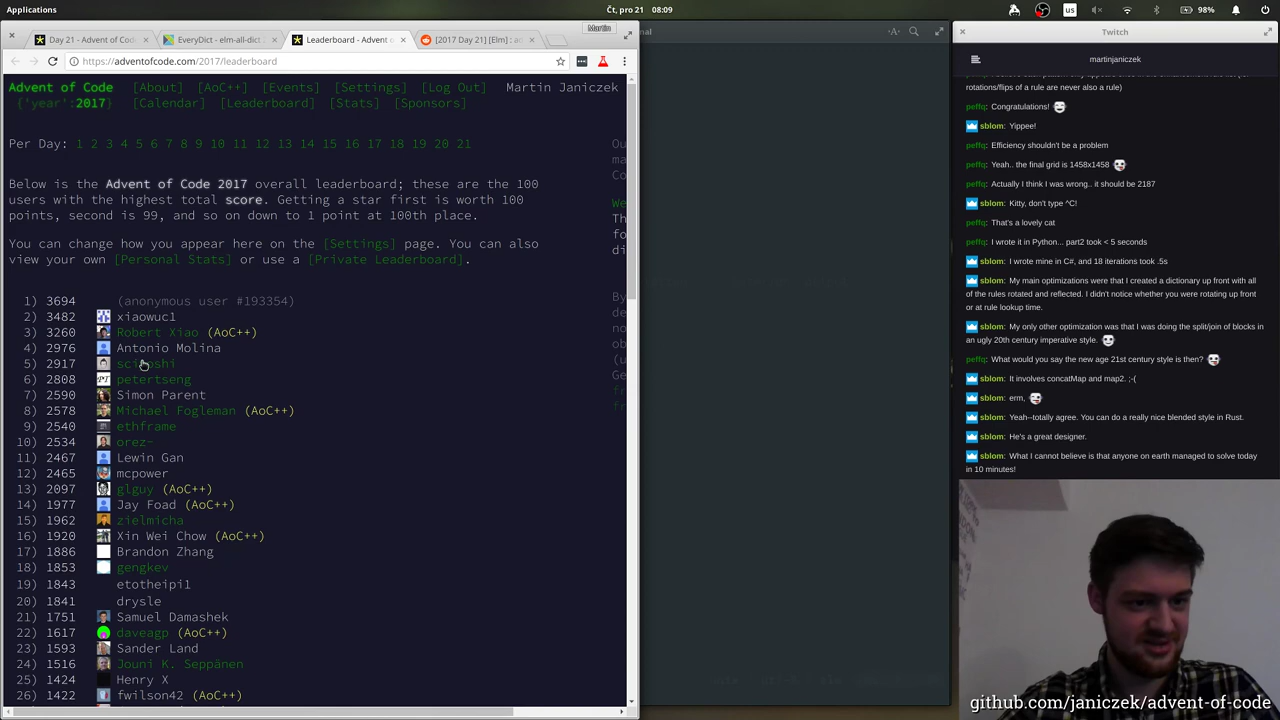 Applications
Čt, pro 21 08:09
us
98%
Martin
Day 21 - Advent of Cod
EveryDict - elm-all-dict
Leaderboard - Advent o
[2017 Day 21] [Elm] : ad
nal
Twitch
https://adventofcode.com/2017/leaderboard
martinjaniczek
Advent of Code [About] [AoC++] [Events] [Settings] [Log Out] Martin Janiczek
{'year':2017} [Calendar] [Leaderboard] [Stats] [Sponsors]
Per Day: 1 2 3 4 5 6 7 8 9 10 11 12 13 14 15 16 17 18 19 20 21
Below is the Advent of Code 2017 overall leaderboard; these are the 100
users with the highest total score. Getting a star first is worth 100
points, second is 99, and so on down to 1 point at 100th place.
You can change how you appear here on the [Settings] page. You can also
view your own [Personal Stats] or use a [Private Leaderboard].
1) 3694 (anonymous user #193354)
2) 3482 xiaowuc1
3) 3260 Robert Xiao (AoC++)
4) 2976 Antonio Molina
5) 2917
6) 2808 petertseng
7) 2590 Simon Parent
8) 2578 Michael Fogleman (AoC++)
9) 2540 ethframe
10) 2534 orez-
11) 2467 Lewin Gan
12) 2465 mcpower
13) 2097 glguy (AoC++)
14) 1977 Jay Foad (AoC++)
15) 1962 zielmicha
16) 1920 Xin Wei Chow (AoC++)
17) 1886 Brandon Zhang
18) 1853 gengkev
19) 1843 etotheipi1
20) 1841 drysle
21) 1751 Samuel Damashek
22) 1617 daveagp (AoC++)
23) 1593 Sander Land
24) 1516 Jouni K. Seppänen
25) 1424 Henry X
26) 1422 fwilson42 (AoC++)
rotations/flips of a rule are never also a rule)
peffq: Congratulations!
sblom: Yippee!
peffq: Efficiency shouldn't be a problem
peffq: Yeah.. the final grid is 1458x1458
peffq: Actually I think I was wrong.. it should be 2187
sblom: Kitty, don't type ^C!
peffq: That's a lovely cat
peffq: I wrote it in Python... part2 took < 5 seconds
sblom: I wrote mine in C#, and 18 iterations took .5s
sblom: My main optimizations were that I created a dictionary up front with all
of the rules rotated and reflected. I didn't notice whether you were rotating up front
or at rule lookup time.
sblom: My only other optimization was that I was doing the split/join of blocks in
an ugly 20th century imperative style.
peffq: What would you say the new age 21st century style is then?
sblom: It involves concatMap and map2. ;-(
sblom: erm,
sblom: Yeah--totally agree. You can do a really nice blended style in Rust.
sblom: He's a great designer.
sblom: What I cannot believe is that anyone on earth managed to solve today
in 10 minutes!
github.com/janiczek/advent-of-code